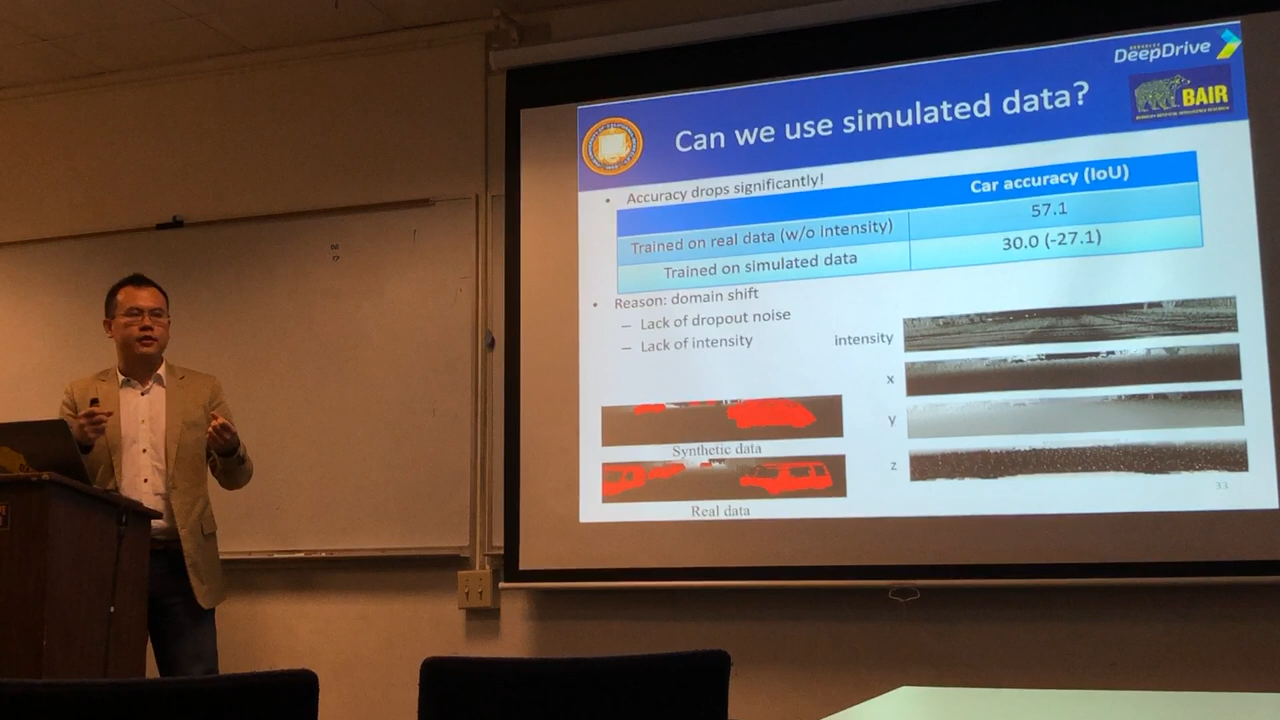 DeepDrive
BAIR
Can we use simulated data?
• Accuracy drops significantly!
Car accuracy (IoU)
Trained on real data (w/o intensity) 57.1
Trained on simulated data 30.0 (-27.1)
• Reason: domain shift
– Lack of dropout noise
– Lack of intensity
intensity
x
y
z
Synthetic data
Real data
33